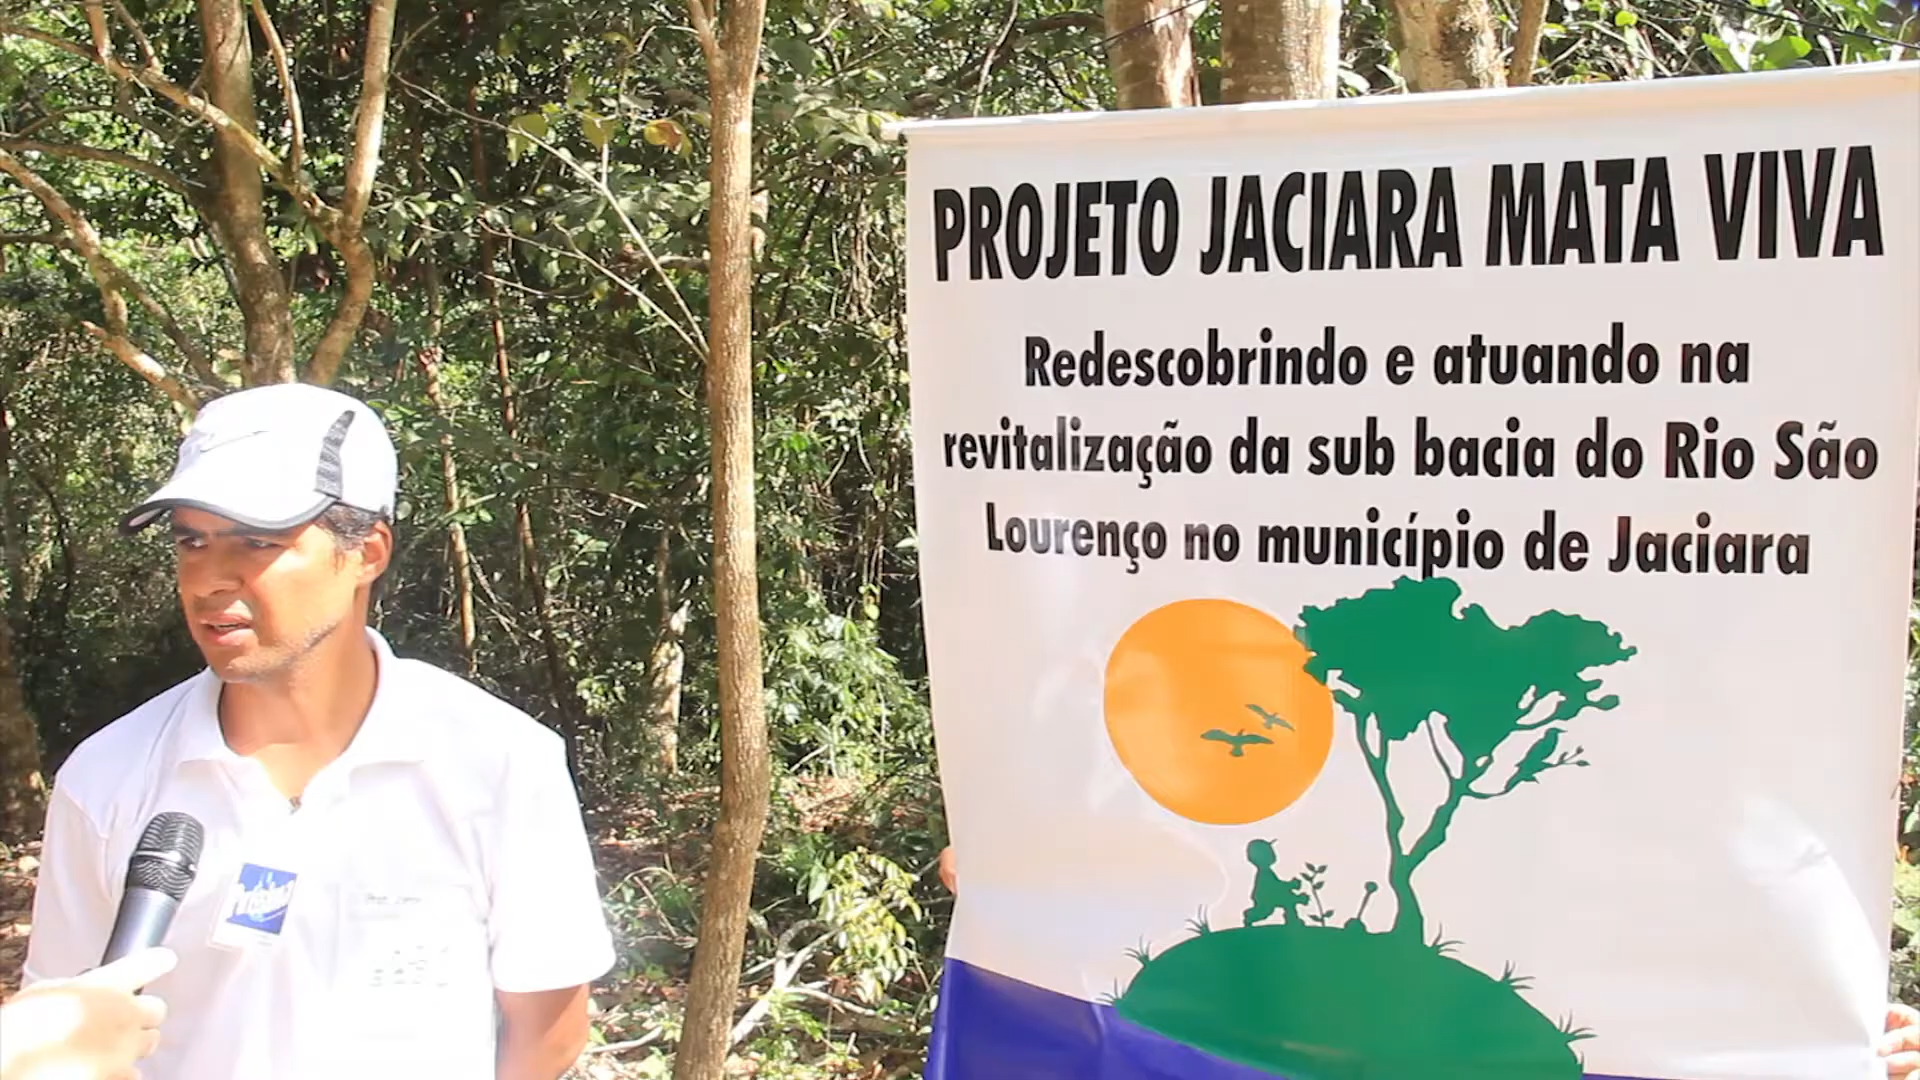 PROJETO JACIARA MATA VIVA
Redescobrindo e atuando na
revitalização da sub bacia do Rio São
Lourenço no município de Jaciara